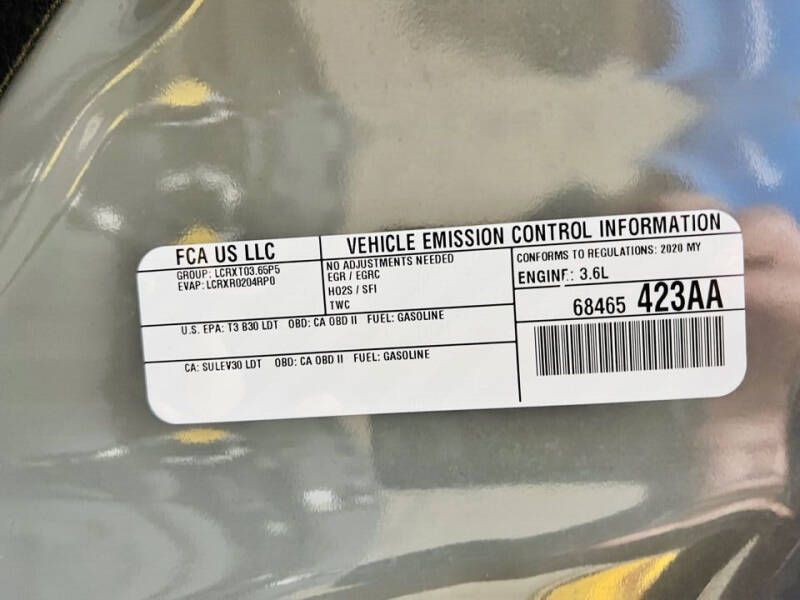 FCA US LLC
GROUP: LCRXT03.65P5
EVAP: LCRXR0204RP0
VEHICLE EMISSION CONTROL INFORMATION
NO ADJUSTMENTS NEEDED
EGR / EGRC
HO2S / SFI
TWC
CONFORMS TO REGULATIONS: 2020 MY
ENGINE: 3.6L
68465 423AA
U.S. EPA: T3 B30 LDT OBD: CA OBD II FUEL: GASOLINE
CA: SULEV30 LDT OBD: CA OBD II FUEL: GASOLINE